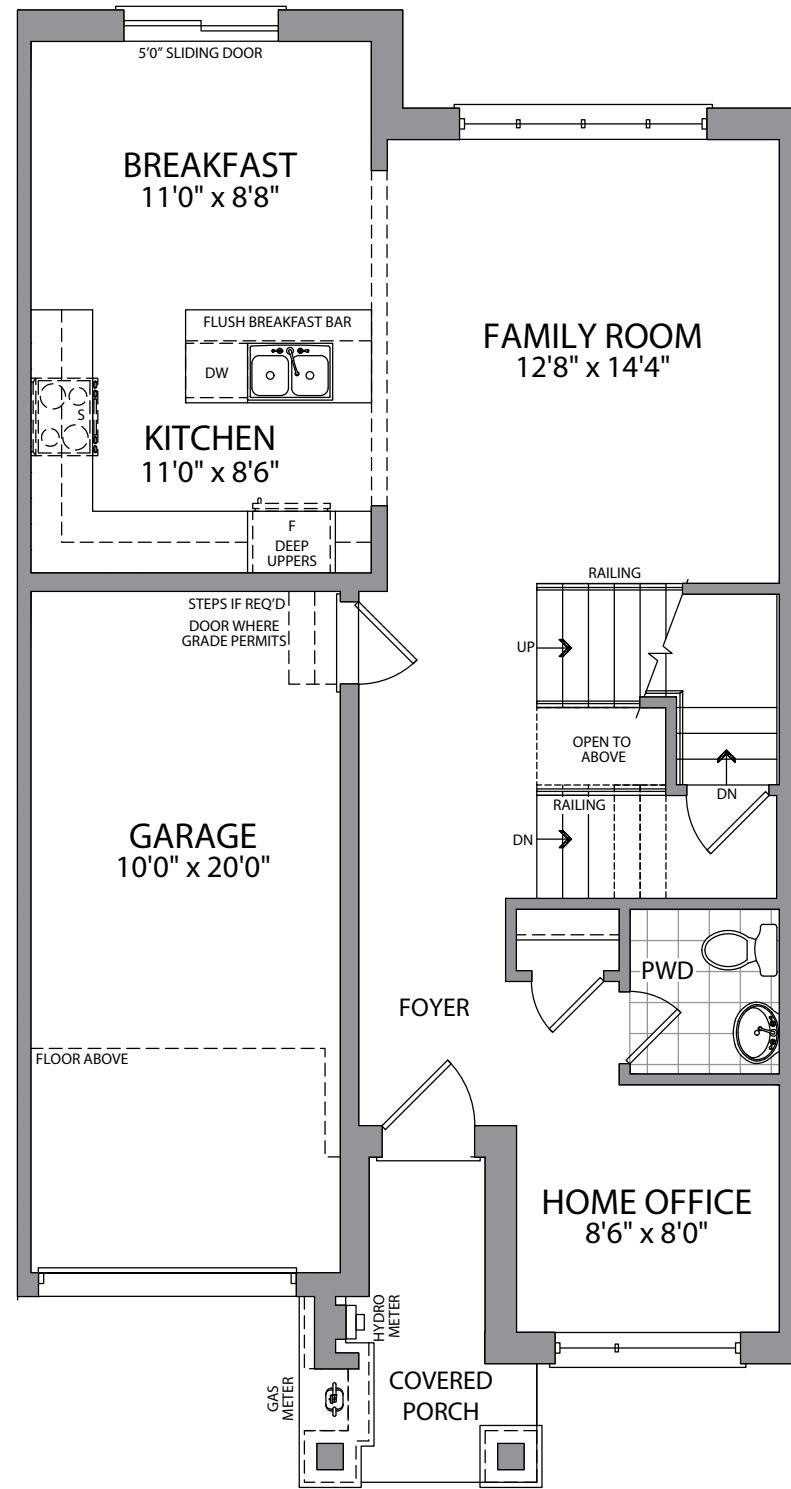 5'0" SLIDING DOOR
BREAKFAST
11'0" x 8'8"
FLUSH BREAKFAST BAR
DW
FAMILY ROOM
12'8" x 14'4"
S
KITCHEN
11'0" x 8'6"
F
DEEP
UPPERS
RAILING
STEPS IF REQ'D
DOOR WHERE
GRADE PERMITS
UP
OPEN TO
ABOVE
DN
RAILING
DN
GARAGE
10'0" x 20'0"
PWD
FOYER
FLOOR ABOVE
HOME OFFICE
8'6" x 8'0"
HYDRO
METER
GAS
METER
COVERED
PORCH